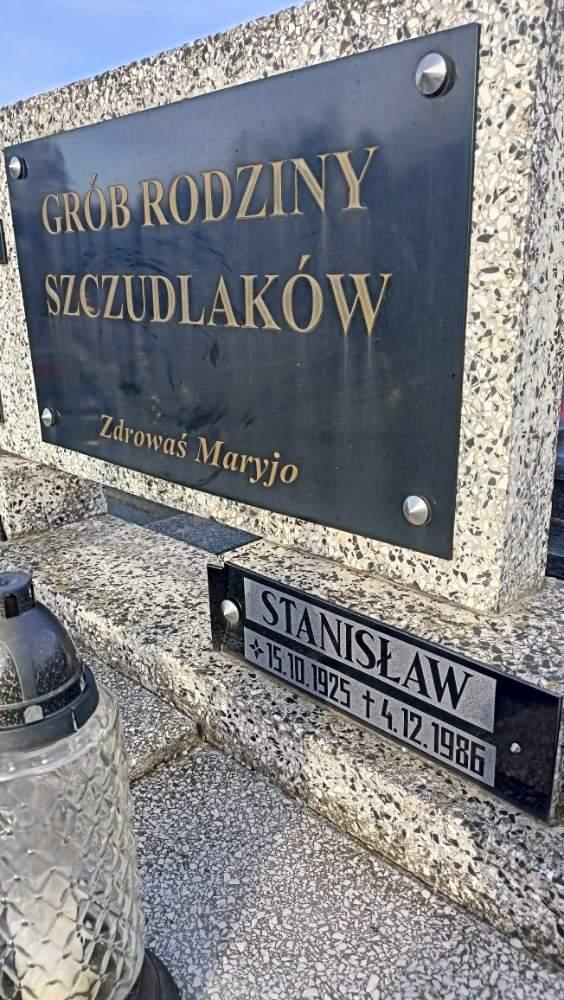 GRÓB RODZINY
SZCZUDLAKÓW
Zdrowaś Maryjo
STANISŁAW
15.10.1925 † 4.12.1986